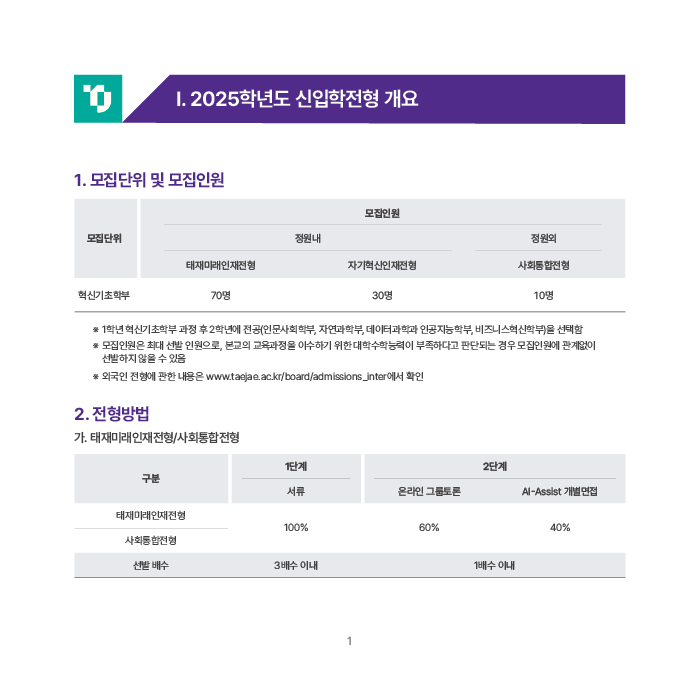 Ⅰ. 2025학년도 신입학전형 개요
1. 모집단위 및 모집인원
모집단위
모집인원
정원내
정원외
태재미래인재전형
자기혁신인재전형
사회통합전형
혁신기초학부
70명
30명
10명
※ 1학년 혁신기초학부 과정 후 2학년에 전공(인문사회학부, 자연과학부, 데이터과학과 인공지능학부, 비즈니스혁신학부)을 선택함
※ 모집인원은 최대 선발 인원으로, 본교의 교육과정을 이수하기 위한 대학수학능력이 부족하다고 판단되는 경우 모집인원에 관계없이
선발하지 않을 수 있음
※ 외국인 전형에 관한 내용은 www.taejae.ac.kr/board/admissions_inter에서 확인
2. 전형방법
가. 태재미래인재전형/사회통합전형
구분
1단계
2단계
서류
온라인 그룹토론
AI-Assist 개별면접
태재미래인재전형
사회통합전형
100%
60%
40%
선발 배수
3배수 이내
1배수 이내
1